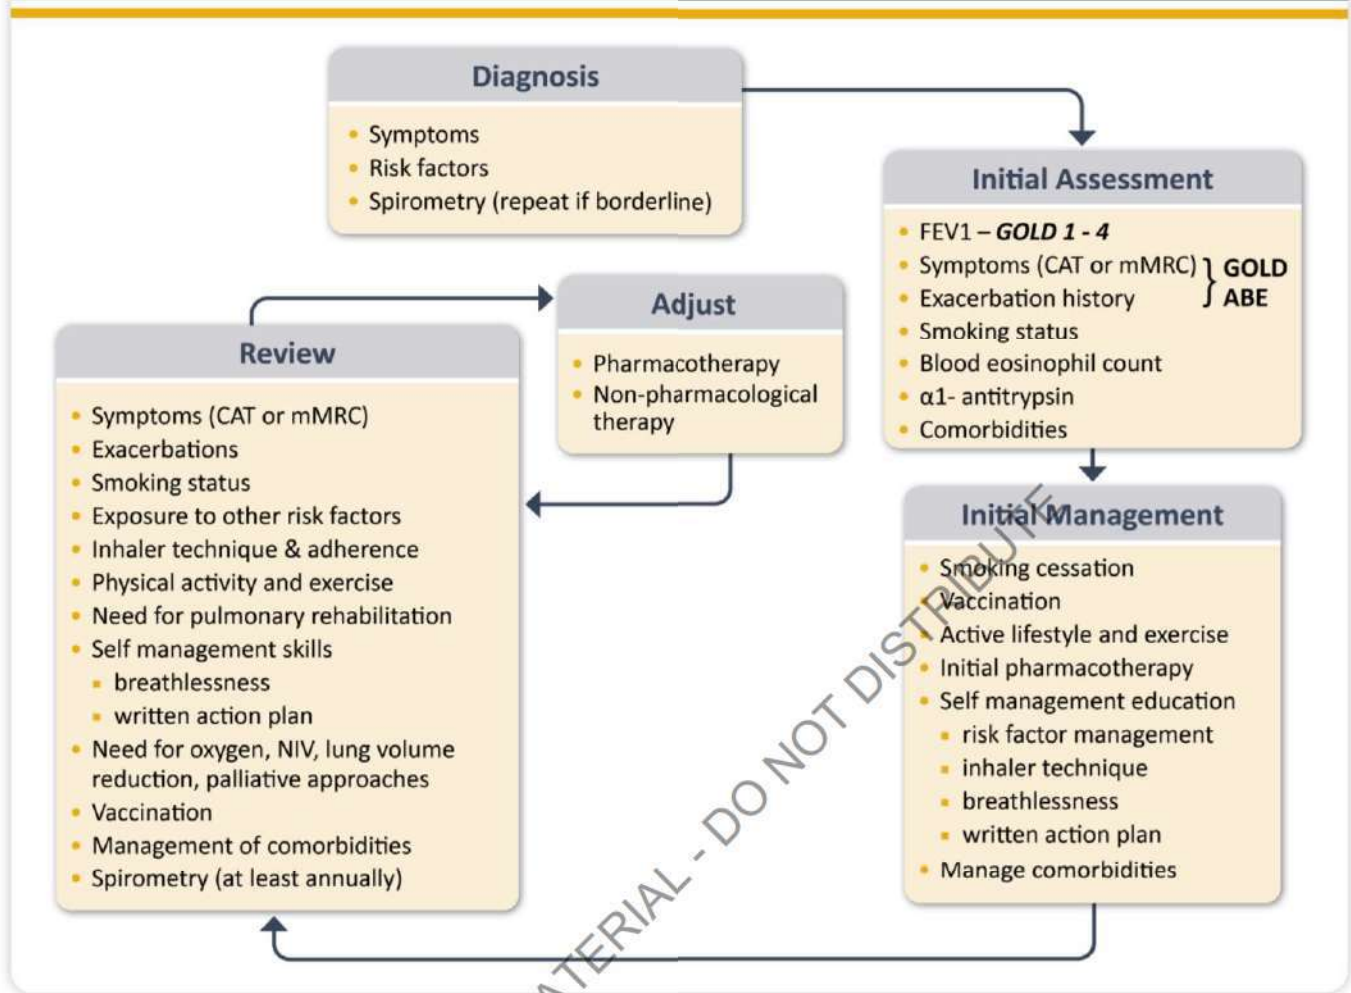 Diagnosis
• Symptoms
• Risk factors
• Spirometry (repeat if borderline)
Initial Assessment
• FEV1 – GOLD 1 - 4
• Symptoms (CAT or mMRC) } GOLD
• Exacerbation history ABE
• Smoking status
• Blood eosinophil count
• α1- antitrypsin
• Comorbidities
Initial Management
• Smoking cessation
• Vaccination
• Active lifestyle and exercise
• Initial pharmacotherapy
• Self management education
▪ risk factor management
▪ inhaler technique
▪ breathlessness
▪ written action plan
• Manage comorbidities
Review
• Symptoms (CAT or mMRC)
• Exacerbations
• Smoking status
• Exposure to other risk factors
• Inhaler technique & adherence
• Physical activity and exercise
• Need for pulmonary rehabilitation
• Self management skills
▪ breathlessness
▪ written action plan
• Need for oxygen, NIV, lung volume
reduction, palliative approaches
• Vaccination
• Management of comorbidities
• Spirometry (at least annually)
Adjust
• Pharmacotherapy
• Non-pharmacological
therapy
ATERIAL - DO NOT DISTRIBUTE